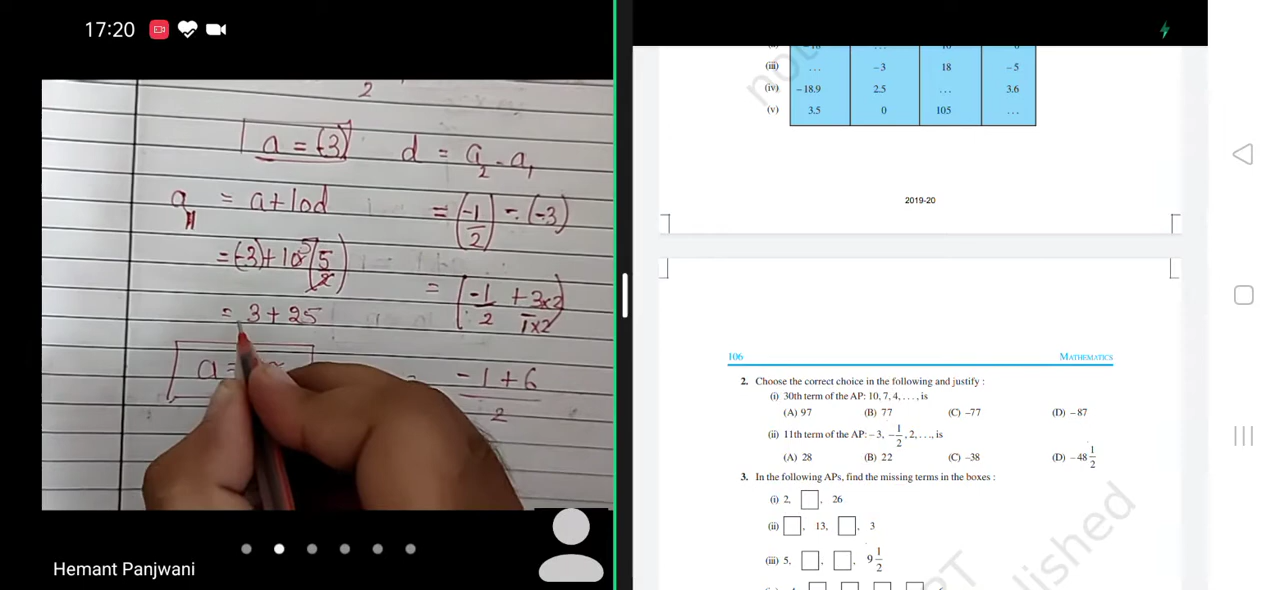 17:20
2
a = (-3) d = a2 - a1
a11 = a + 10d = (-1/2) - (-3)
= (-3) + 10 5 (5/2)
= (-1/2 + 3×2/1×2)
= 3 + 25
a =
-1 + 6
2
Hemant Panjwani
(iii) ... -3 18 -5
(iv) -18.9 2.5 ... 3.6
(v) 3.5 0 105 ...
2019-20
106 MATHEMATICS
2. Choose the correct choice in the following and justify :
(i) 30th term of the AP: 10, 7, 4, . . . , is
(A) 97 (B) 77 (C) –77 (D) – 87
(ii) 11th term of the AP: – 3, –1/2, 2, . . ., is
(A) 28 (B) 22 (C) –38 (D) – 48 1/2
3. In the following APs, find the missing terms in the boxes :
(i) 2, □, 26
(ii) □, 13, □, 3
(iii) 5, □, □, 9 1/2
not
published